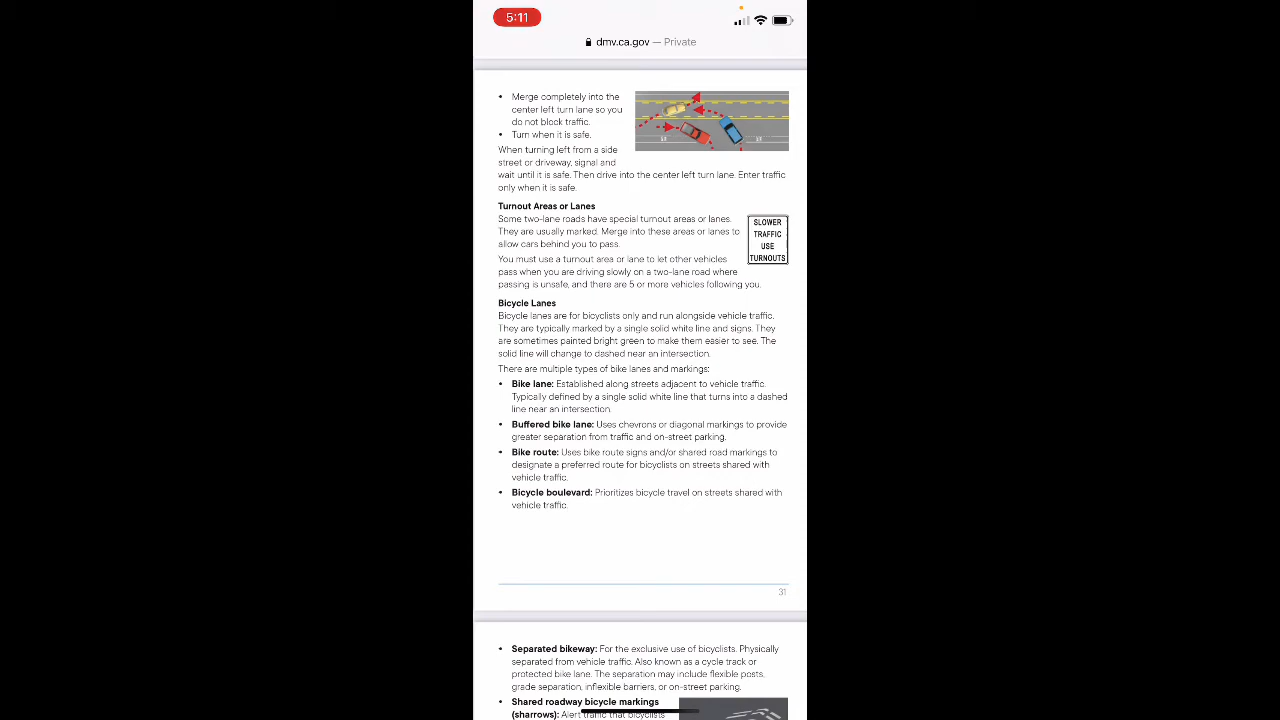 5:11
dmv.ca.gov — Private
• Merge completely into the
center left turn lane so you
do not block traffic.
• Turn when it is safe.
When turning left from a side
street or driveway, signal and
wait until it is safe. Then drive into the center left turn lane. Enter traffic
only when it is safe.
Turnout Areas or Lanes
Some two-lane roads have special turnout areas or lanes.
They are usually marked. Merge into these areas or lanes to
allow cars behind you to pass.
SLOWER
TRAFFIC
USE
TURNOUTS
You must use a turnout area or lane to let other vehicles
pass when you are driving slowly on a two-lane road where
passing is unsafe, and there are 5 or more vehicles following you.
Bicycle Lanes
Bicycle lanes are for bicyclists only and run alongside vehicle traffic.
They are typically marked by a single solid white line and signs. They
are sometimes painted bright green to make them easier to see. The
solid line will change to dashed near an intersection.
There are multiple types of bike lanes and markings:
• Bike lane: Established along streets adjacent to vehicle traffic.
Typically defined by a single solid white line that turns into a dashed
line near an intersection.
• Buffered bike lane: Uses chevrons or diagonal markings to provide
greater separation from traffic and on-street parking.
• Bike route: Uses bike route signs and/or shared road markings to
designate a preferred route for bicyclists on streets shared with
vehicle traffic.
• Bicycle boulevard: Prioritizes bicycle travel on streets shared with
vehicle traffic.
31
• Separated bikeway: For the exclusive use of bicyclists. Physically
separated from vehicle traffic. Also known as a cycle track or
protected bike lane. The separation may include flexible posts,
grade separation, inflexible barriers, or on-street parking.
• Shared roadway bicycle markings
(sharrows): Alert traffic that bicyclists